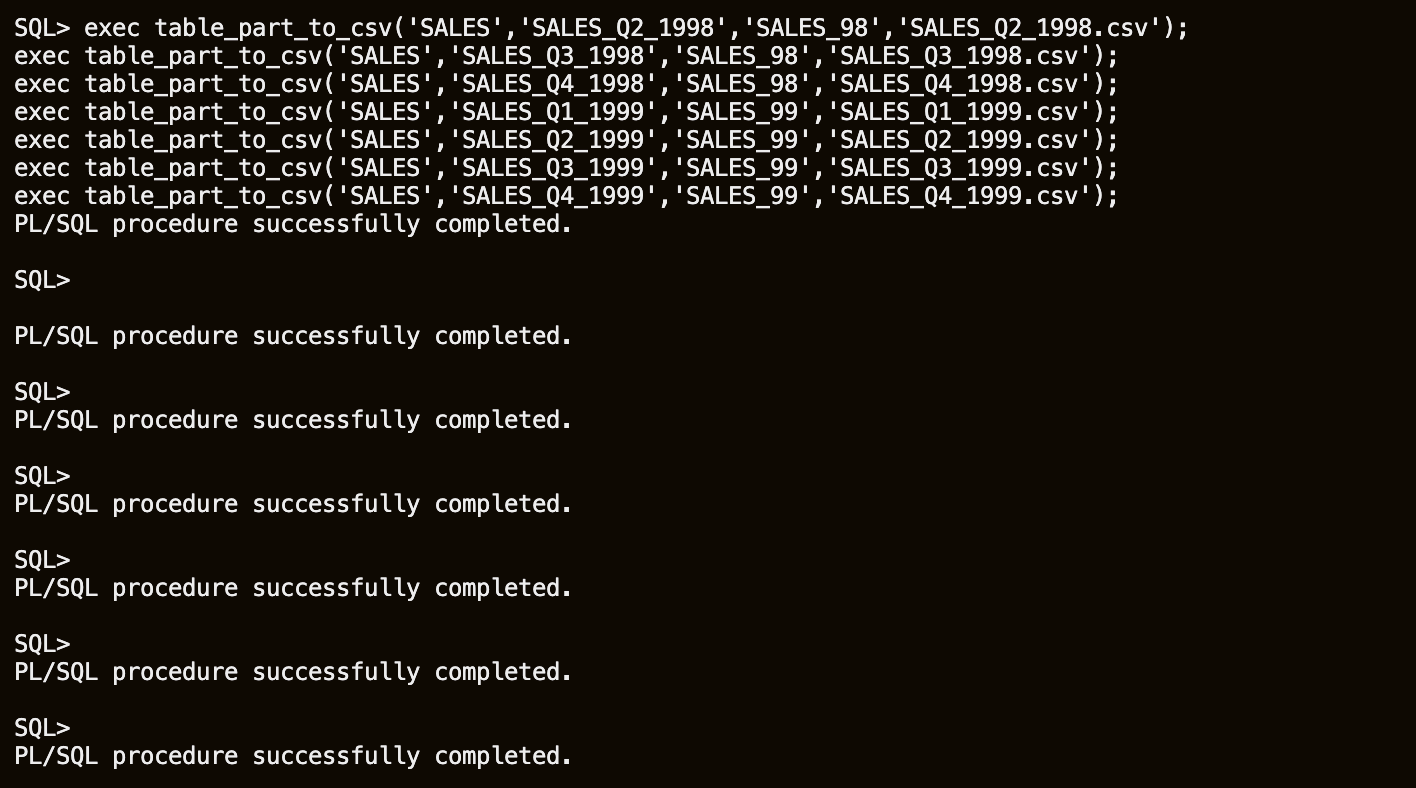 SQL> exec table_part_to_csv('SALES','SALES_Q2_1998','SALES_98','SALES_Q2_1998.csv');
exec table_part_to_csv('SALES','SALES_Q3_1998','SALES_98','SALES_Q3_1998.csv');
exec table_part_to_csv('SALES','SALES_Q4_1998','SALES_98','SALES_Q4_1998.csv');
exec table_part_to_csv('SALES','SALES_Q1_1999','SALES_99','SALES_Q1_1999.csv');
exec table_part_to_csv('SALES','SALES_Q2_1999','SALES_99','SALES_Q2_1999.csv');
exec table_part_to_csv('SALES','SALES_Q3_1999','SALES_99','SALES_Q3_1999.csv');
exec table_part_to_csv('SALES','SALES_Q4_1999','SALES_99','SALES_Q4_1999.csv');
PL/SQL procedure successfully completed.
SQL>
PL/SQL procedure successfully completed.
SQL>
PL/SQL procedure successfully completed.
SQL>
PL/SQL procedure successfully completed.
SQL>
PL/SQL procedure successfully completed.
SQL>
PL/SQL procedure successfully completed.
SQL>
PL/SQL procedure successfully completed.